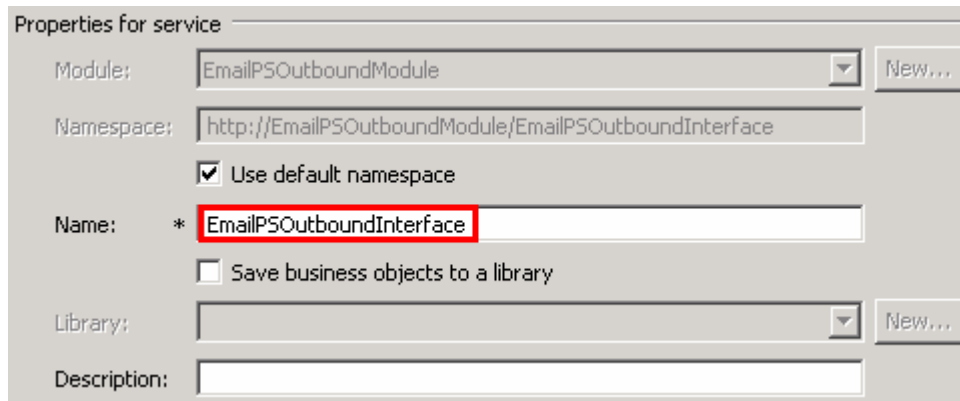 Properties for service
Module: EmailPSOutboundModule New...
Namespace: http://EmailPSOutboundModule/EmailPSOutboundInterface
Use default namespace
Name: * EmailPSOutboundInterface
Save business objects to a library
Library: New...
Description: